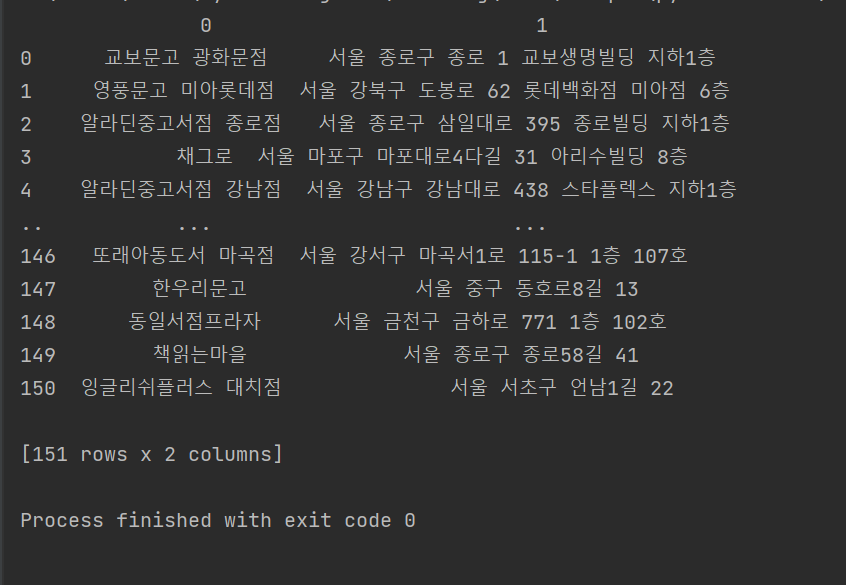 0 1
0 교보문고 광화문점 서울 종로구 종로 1 교보생명빌딩 지하1층
1 영풍문고 미아롯데점 서울 강북구 도봉로 62 롯데백화점 미아점 6층
2 알라딘중고서점 종로점 서울 종로구 삼일대로 395 종로빌딩 지하1층
3 채그로 서울 마포구 마포대로4다길 31 아리수빌딩 8층
4 알라딘중고서점 강남점 서울 강남구 강남대로 438 스타플렉스 지하1층
.. ... ...
146 또래아동도서 마곡점 서울 강서구 마곡서1로 115-1 1층 107호
147 한우리문고 서울 중구 동호로8길 13
148 동일서점프라자 서울 금천구 금하로 771 1층 102호
149 책읽는마을 서울 종로구 종로58길 41
150 잉글리쉬플러스 대치점 서울 서초구 언남1길 22
[151 rows x 2 columns]
Process finished with exit code 0